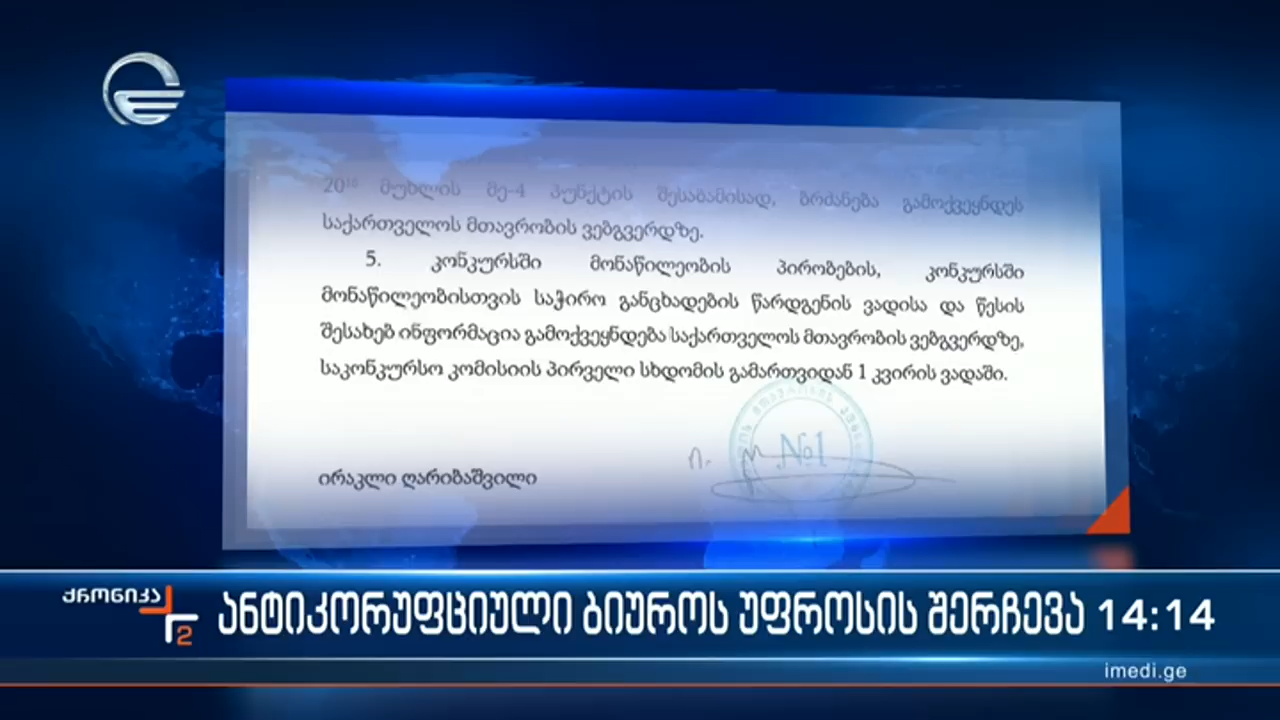 20¹⁸ მუხლის მე-4 პუნქტის შესაბამისად, ბრძანება გამოქვეყნდეს
საქართველოს მთავრობის ვებგვერდზე.
5. კონკურსში მონაწილეობის პირობების, კონკურსში
მონაწილეობისთვის საჭირო განცხადების წარდგენის ვადისა და წესის
შესახებ ინფორმაცია გამოქვეყნდება საქართველოს მთავრობის ვებგვერდზე,
საკონკურსო კომისიის პირველი სხდომის გამართვიდან 1 კვირის ვადაში.
№1
ირაკლი ღარიბაშვილი
ქრონიკა
2
ანტიკორუფციული ბიუროს უფროსის შერჩევა 14:14
imedi.ge